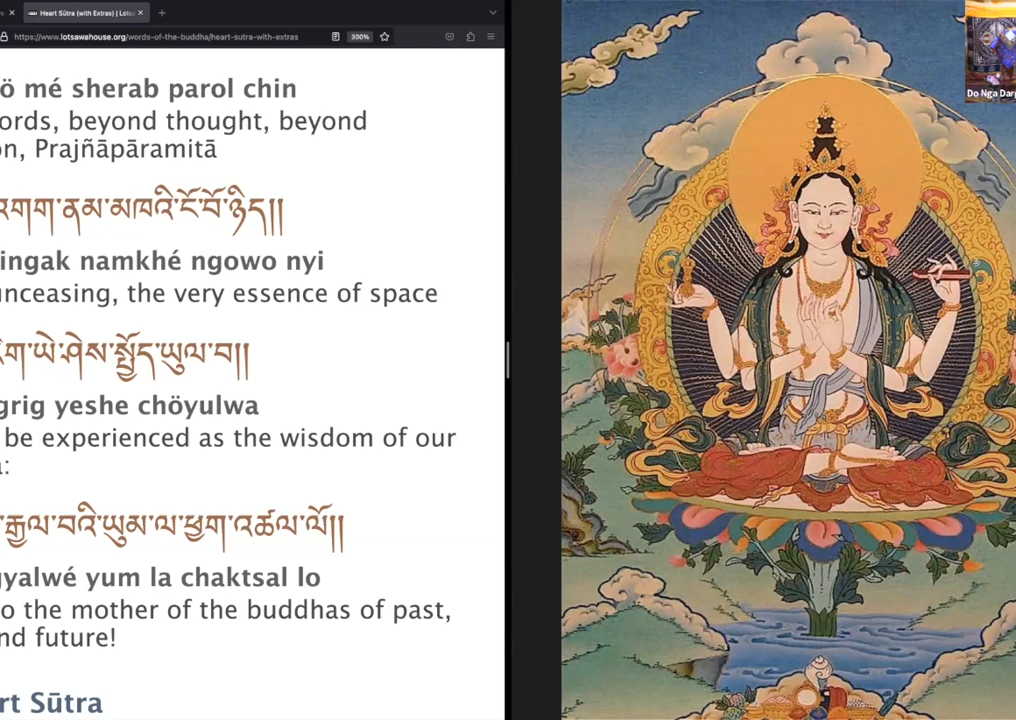 Heart Sūtra (with Extras) | Lots
https://www.lotsawahouse.org/words-of-the-buddha/heart-sutra-with-extras
300%
Do Nga Darg
ö mé sherab parol chin
ords, beyond thought, beyond
on, Prajñāpāramitā
འགག་ནམ་མཁའི་ངོ་བོ་ཉིད།།
ingak namkhé ngowo nyi
unceasing, the very essence of space
རིག་ཡེ་ཤེས་སྤྱོད་ཡུལ་བ།།
grig yeshe chöyulwa
be experienced as the wisdom of our
a:
རྒྱལ་བའི་ཡུམ་ལ་ཕྱག་འཚལ་ལོ།།
gyalwé yum la chaktsal lo
o the mother of the buddhas of past,
nd future!
rt Sūtra